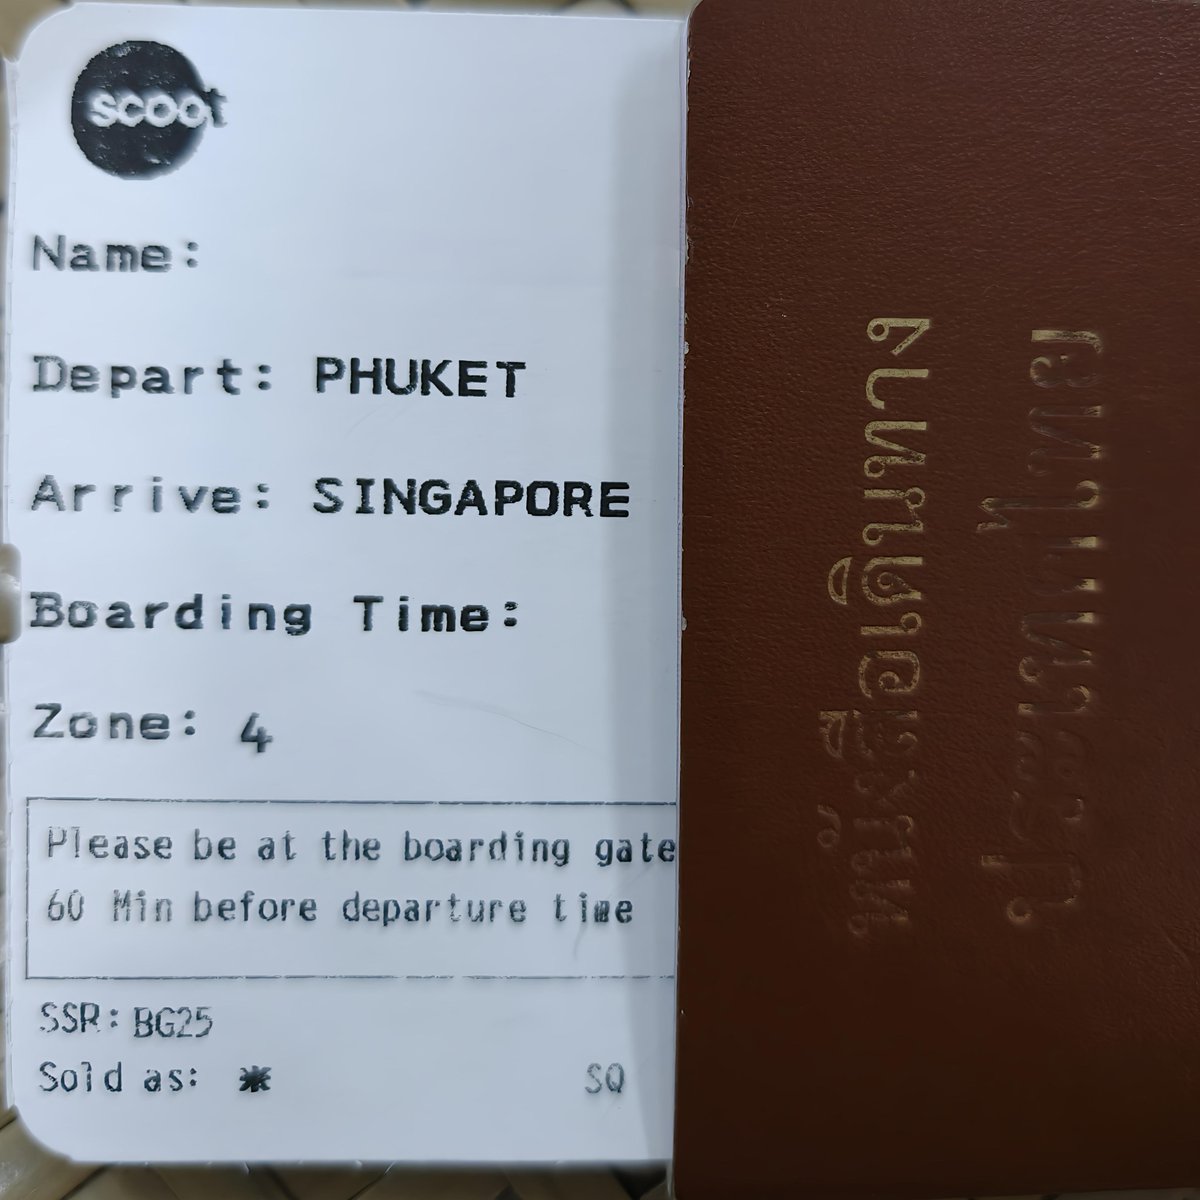 scoot
Name:
Depart: PHUKET
Arrive: SINGAPORE
Boarding Time:
Zone: 4
Please be at the boarding gate
60 Min before departure time
SSR: BG25
Sold as: * SQ
หนังสือเดินทาง
ประเทศไทย